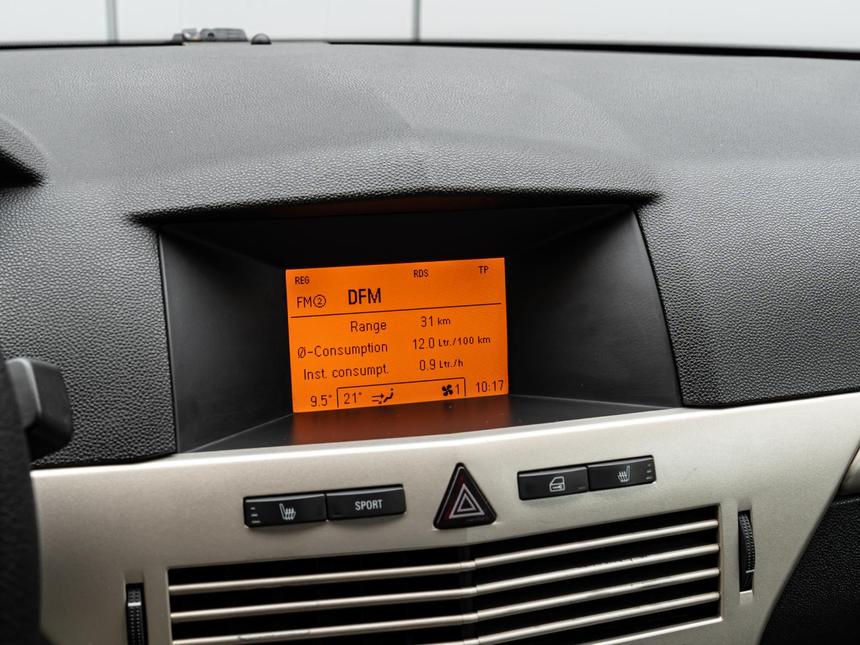 REG RDS TP
FM② DFM
Range 31 km
Ø-Consumption 12.0 Ltr./100 km
Inst. consumpt. 0.9 Ltr./h
9.5° 21° 1 10:17
SPORT